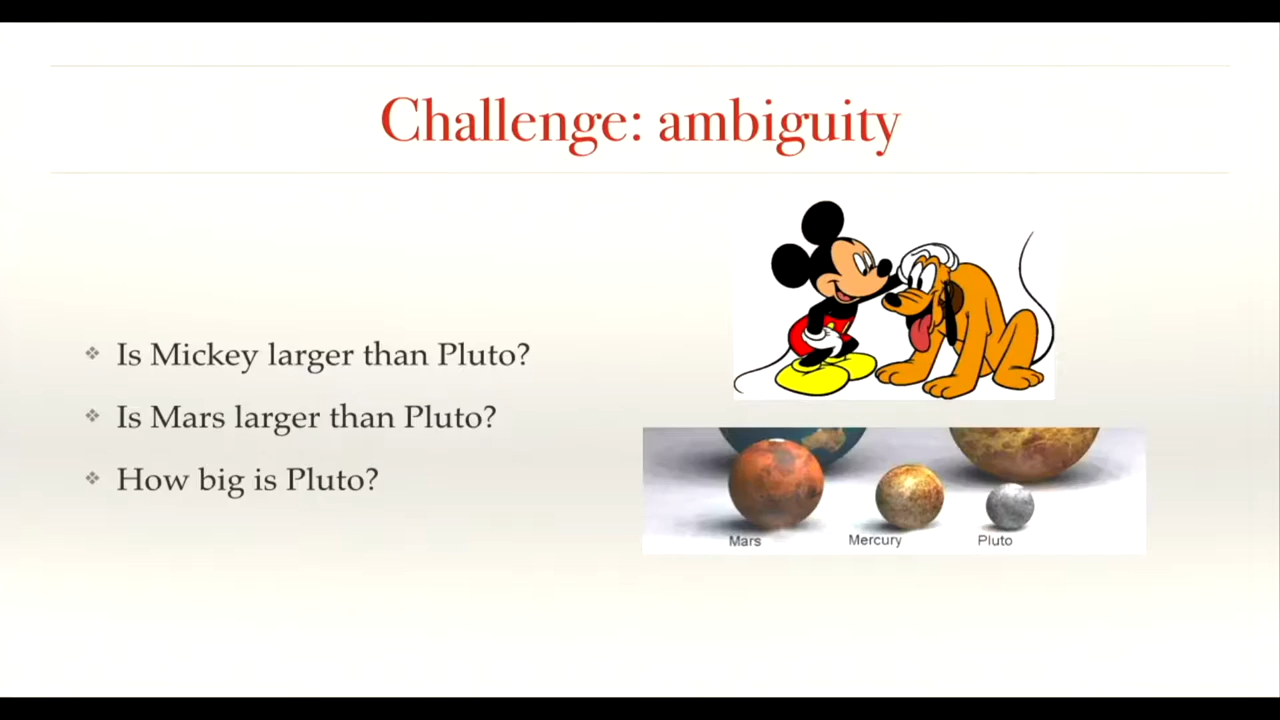 Challenge: ambiguity
Is Mickey larger than Pluto?
Is Mars larger than Pluto?
How big is Pluto?
Mars Mercury Pluto